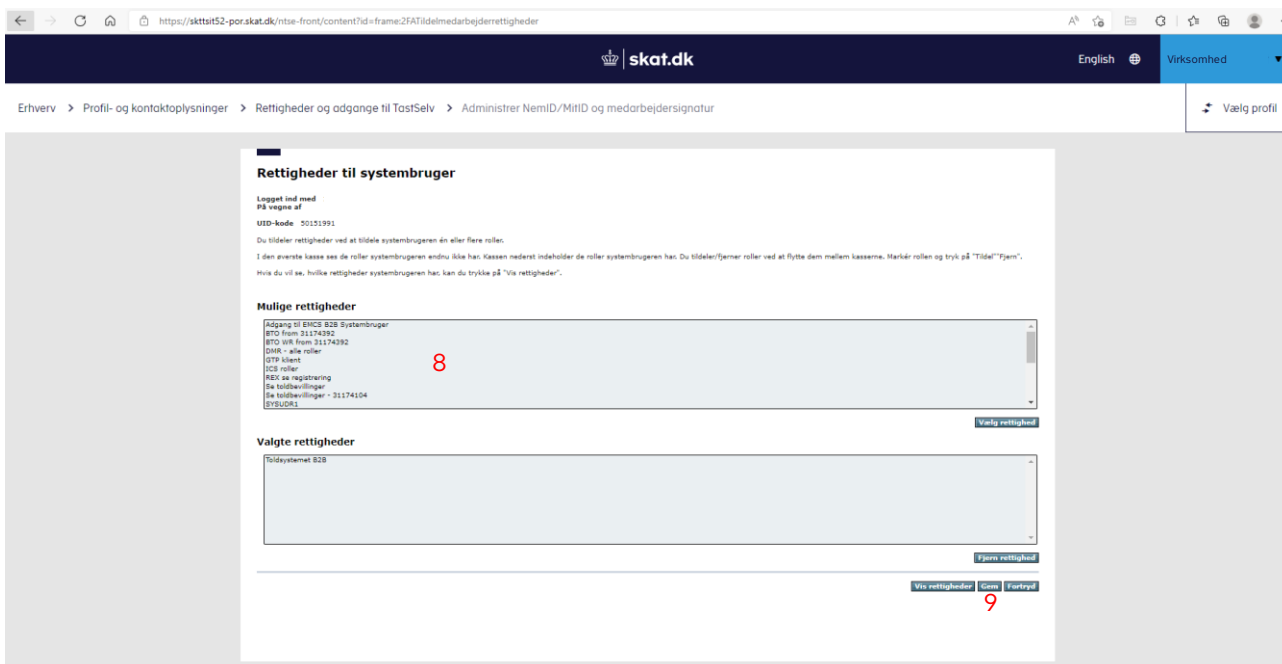 https://skttsit52-por.skat.dk/ntse-front/content?id=frame:2FATildelmedarbejderrettigheder
skat.dk
English
Virksomhed
Erhverv > Profil- og kontaktoplysninger > Rettigheder og adgange til TastSelv > Administrer NemID/MitID og medarbejdersignatur
Vælg profil
Rettigheder til systembruger
Logget ind med
På vegne af
UID-kode 50151991
Du tildeler rettigheder ved at tildele systembrugeren én eller flere roller.
I den øverste kasse ses de roller systembrugeren endnu ikke har. Kassen nederst indeholder de roller systembrugeren har. Du tildeler/fjerner roller ved at flytte dem mellem kasserne. Markér rollen og tryk på "Tildel""Fjern".
Hvis du vil se, hvilke rettigheder systembrugeren har, kan du trykke på "Vis rettigheder".
Mulige rettigheder
Adgang til EMCS B2B Systembruger
BTO from 31174392
BTO WR from 31174392
DMR - alle roller
GTP klient
ICS roller
REX se registrering
Se toldbevillinger
Se toldbevillinger - 31174104
SYSUDR1
8
Vælg rettighed
Valgte rettigheder
Toldsystemet B2B
Fjern rettighed
Vis rettigheder Gem Fortryd
9